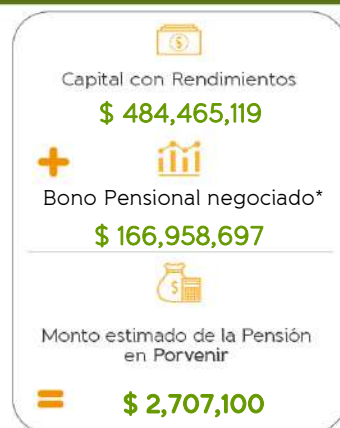 Capital con Rendimientos
$ 484,465,119
+
Bono Pensional negociado*
$ 166,958,697
Monto estimado de la Pensión
en Porvenir
= $ 2,707,100